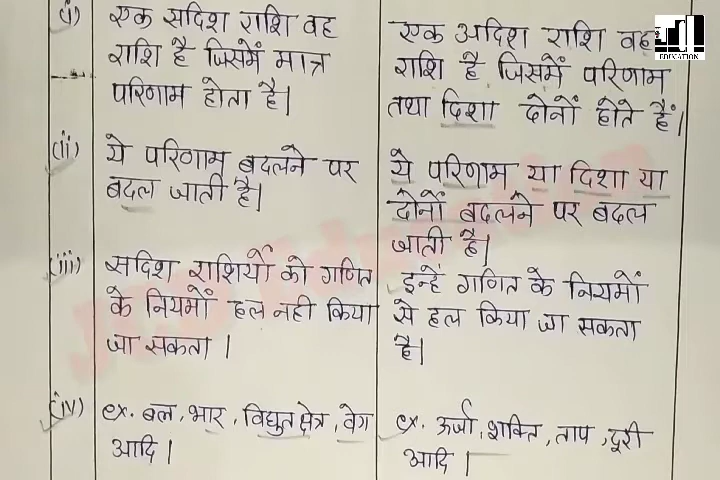 (i) एक सदिश राशि वह
राशि है जिसमें मात्र
परिणाम होता है।
एक अदिश राशि वह
राशि है जिसमें परिणाम
तथा दिशा दोनों होते हैं।
EDUCATION
(ii) ये परिणाम बदलने पर
बदल जाती है।
ये परिणाम या दिशा या
दोनों बदलने पर बदल
जाती है।
(iii) सदिश राशियों को गणित
के नियमों हल नही किया
जा सकता ।
इन्हें गणित के नियमों
से हल किया जा सकता
है।
(iv) ex. बल, भार, विद्युत क्षेत्र, वेग
आदि ।
ex. ऊर्जा, शक्ति, ताप, दूरी
आदि ।